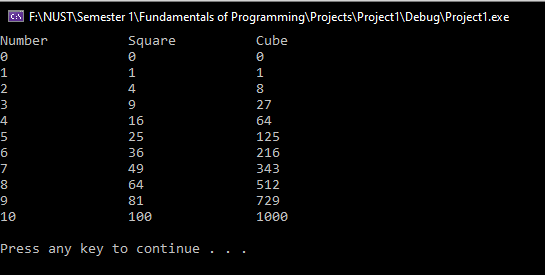 F:\NUST\Semester 1\Fundamentals of Programming\Projects\Project1\Debug\Project1.exe
Number Square Cube
0 0 0
1 1 1
2 4 8
3 9 27
4 16 64
5 25 125
6 36 216
7 49 343
8 64 512
9 81 729
10 100 1000
Press any key to continue . . .